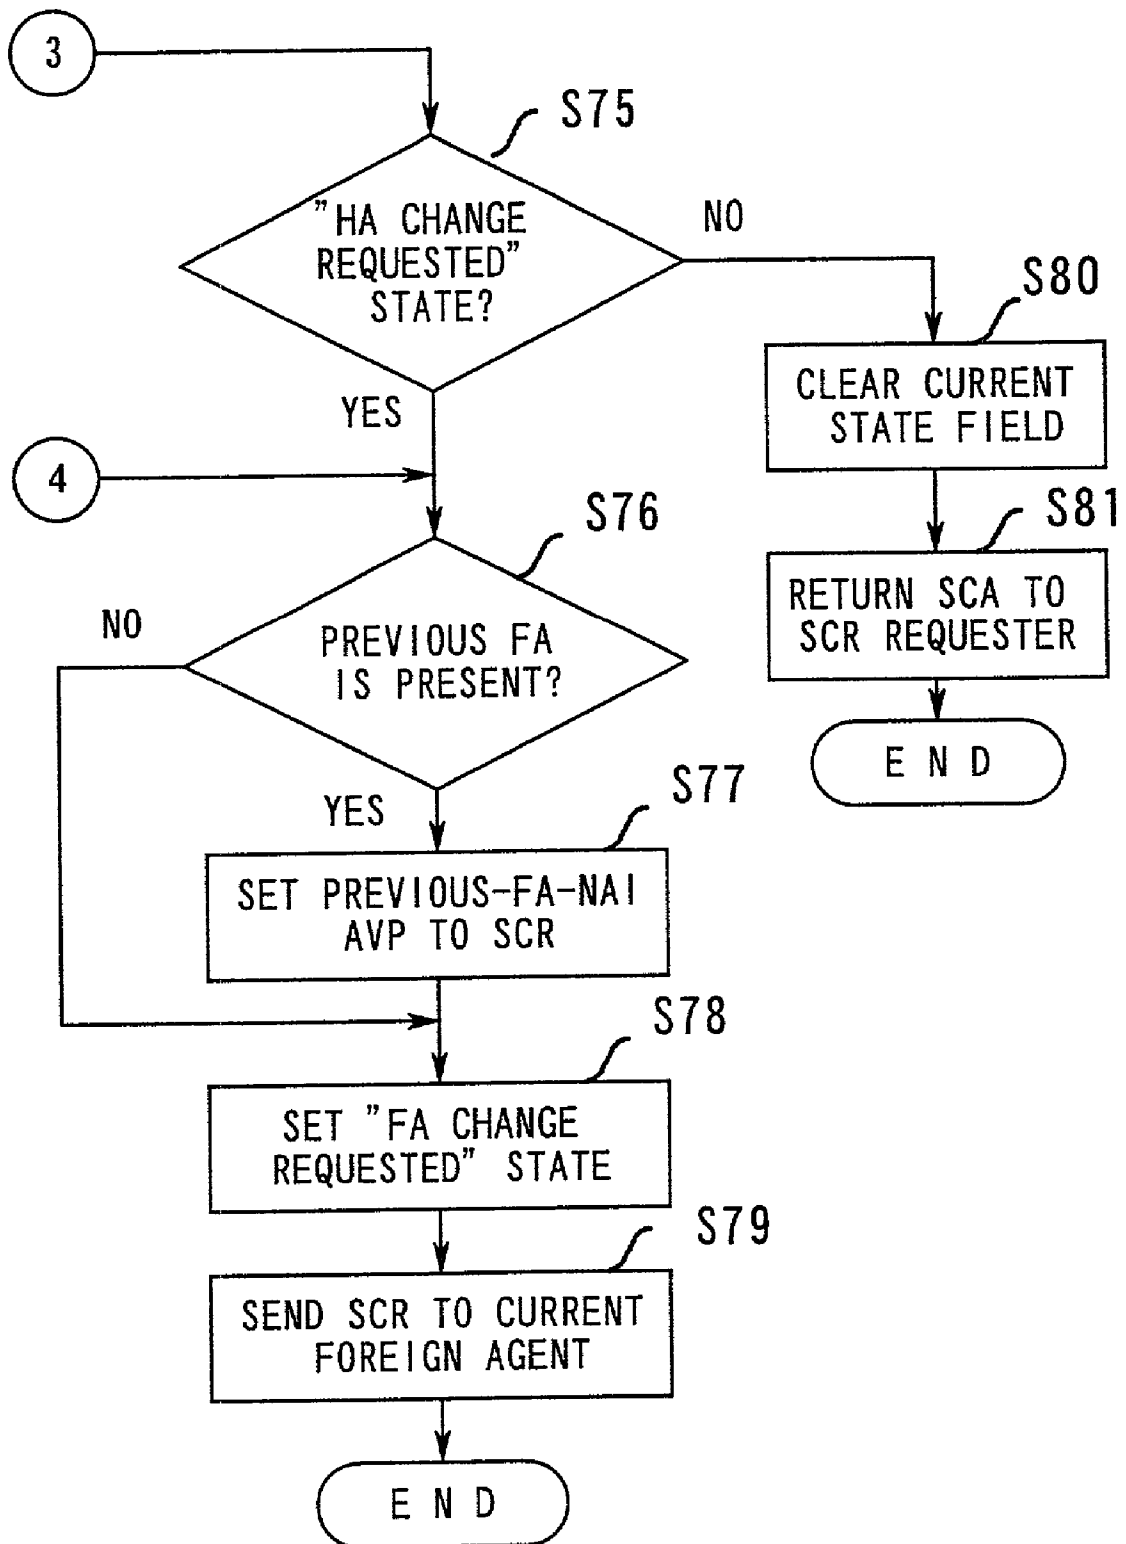 3
S75
"HA CHANGE
REQUESTED"
STATE?
NO
YES
S80
CLEAR CURRENT
STATE FIELD
S81
RETURN SCA TO
SCR REQUESTER
END
4
S76
NO
PREVIOUS FA
IS PRESENT?
YES
S77
SET PREVIOUS-FA-NAI
AVP TO SCR
S78
SET "FA CHANGE
REQUESTED" STATE
S79
SEND SCR TO CURRENT
FOREIGN AGENT
END